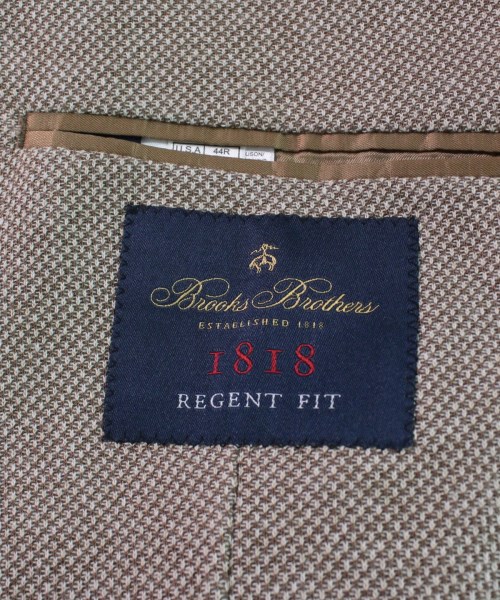 USA 44R
Brooks Brothers
ESTABLISHED 1818
1818
REGENT FIT